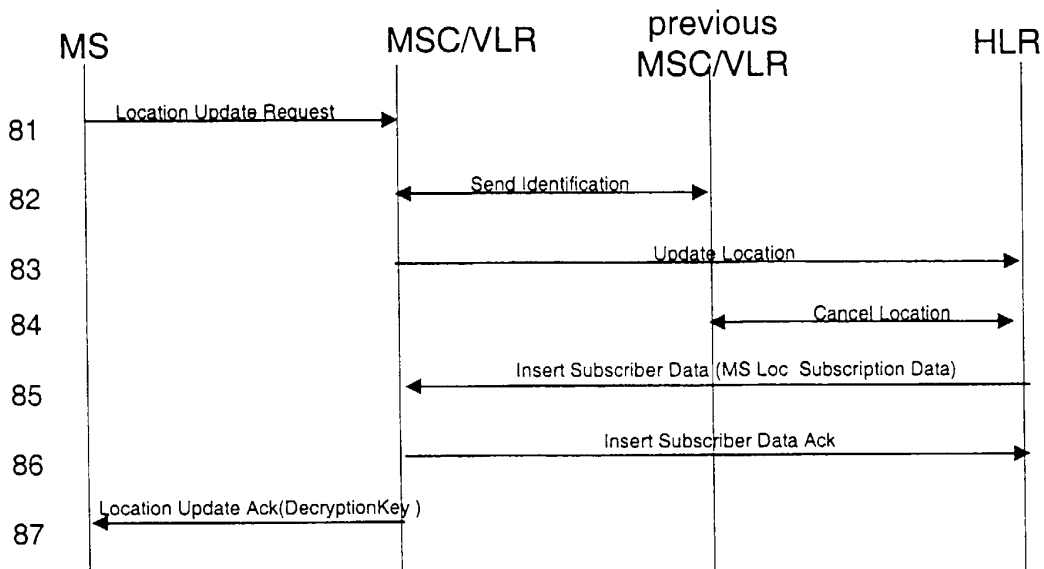 MS
MSC/VLR
previous
MSC/VLR
HLR
81
Location Update Request
82
Send Identification
83
Update Location
84
Cancel Location
85
Insert Subscriber Data (MS Loc Subscription Data)
86
Insert Subscriber Data Ack
87
Location Update Ack(DecryptionKey )